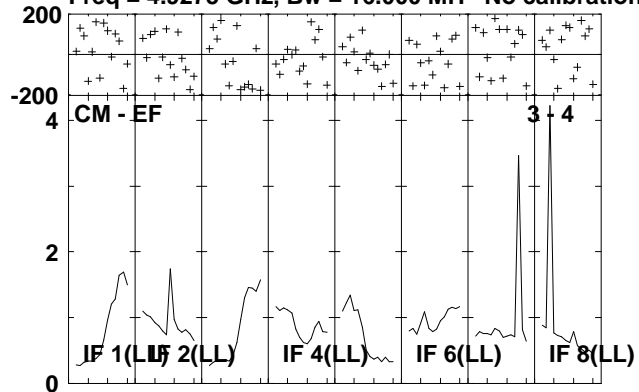 Freq = 4.9276 GHz, Bw = 16.000 MH No calibration
200
-200
CM - EF 3 - 4
4
2
0
IF 1(LL) IF 2(LL) IF 4(LL) IF 6(LL) IF 8(LL)